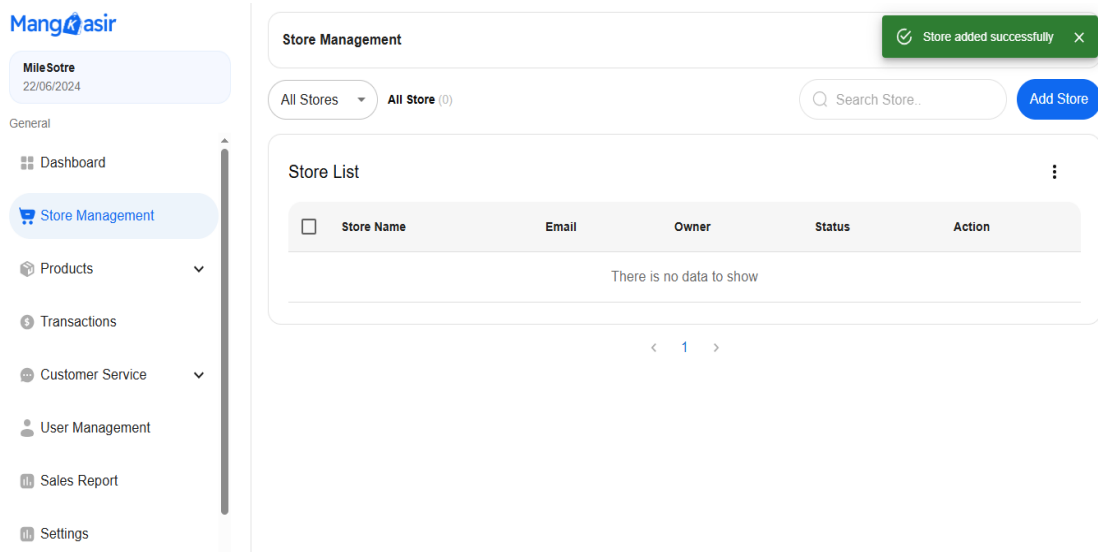 MangKasir
MileSotre
22/06/2024
General
Dashboard
Store Management
Products
Transactions
Customer Service
User Management
Sales Report
Settings
Store Management
Store added successfully
All Stores
All Store (0)
Search Store..
Add Store
Store List
Store Name Email Owner Status Action
There is no data to show
1